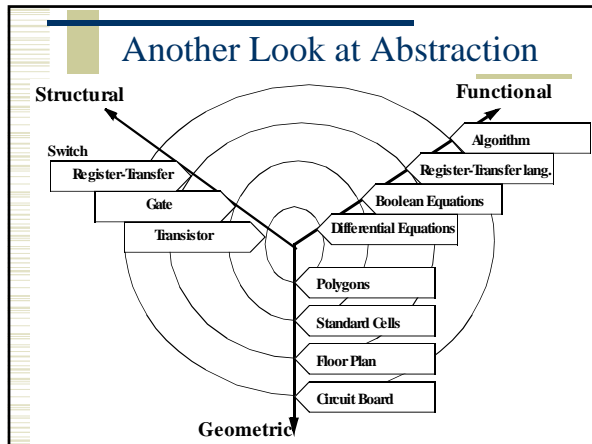 Another Look at Abstraction
Structural
Functional
Algorithm
Switch
Register-Transfer
Register-Transfer lang.
Gate
Boolean Equations
Transistor
Differential Equations
Polygons
Standard Cells
Floor Plan
Circuit Board
Geometric